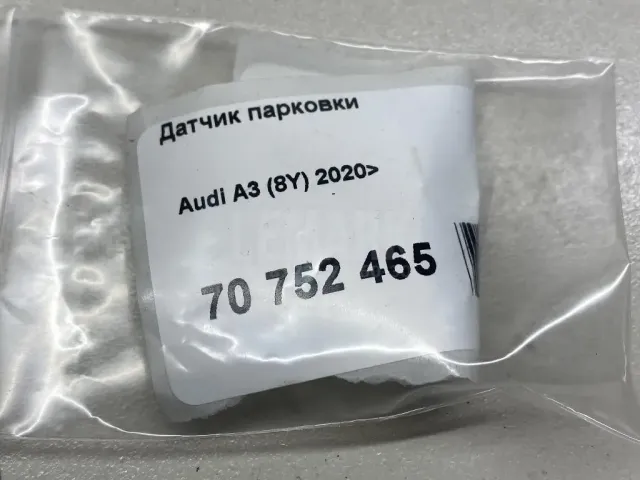 Датчик парковки
Audi A3 (8Y) 2020>
70 752 465